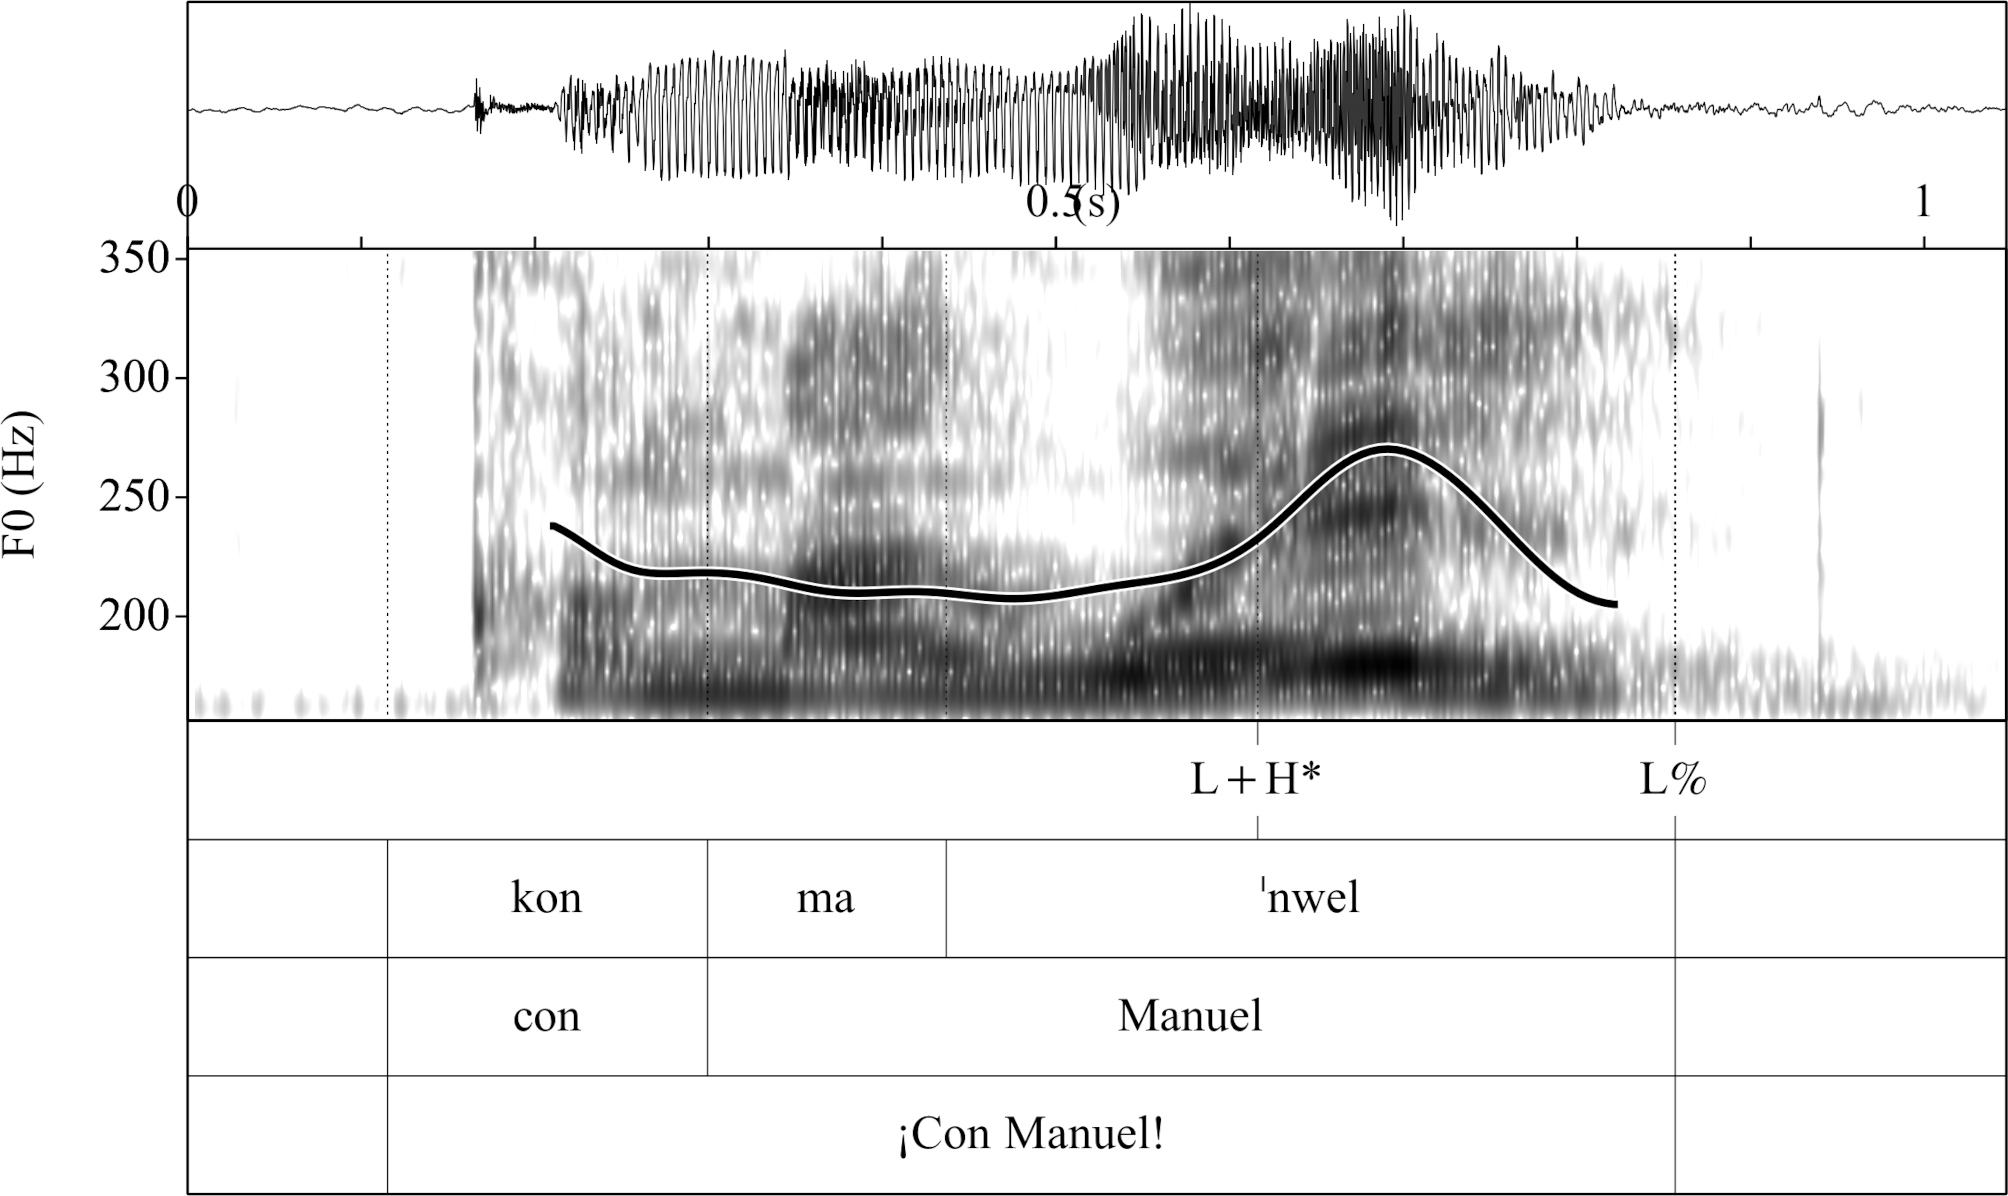 0 0.5 (s) 1
350
300
250
200
F0 (Hz)
L+H* L%
kon ma ˈnwel
con Manuel
¡Con Manuel!